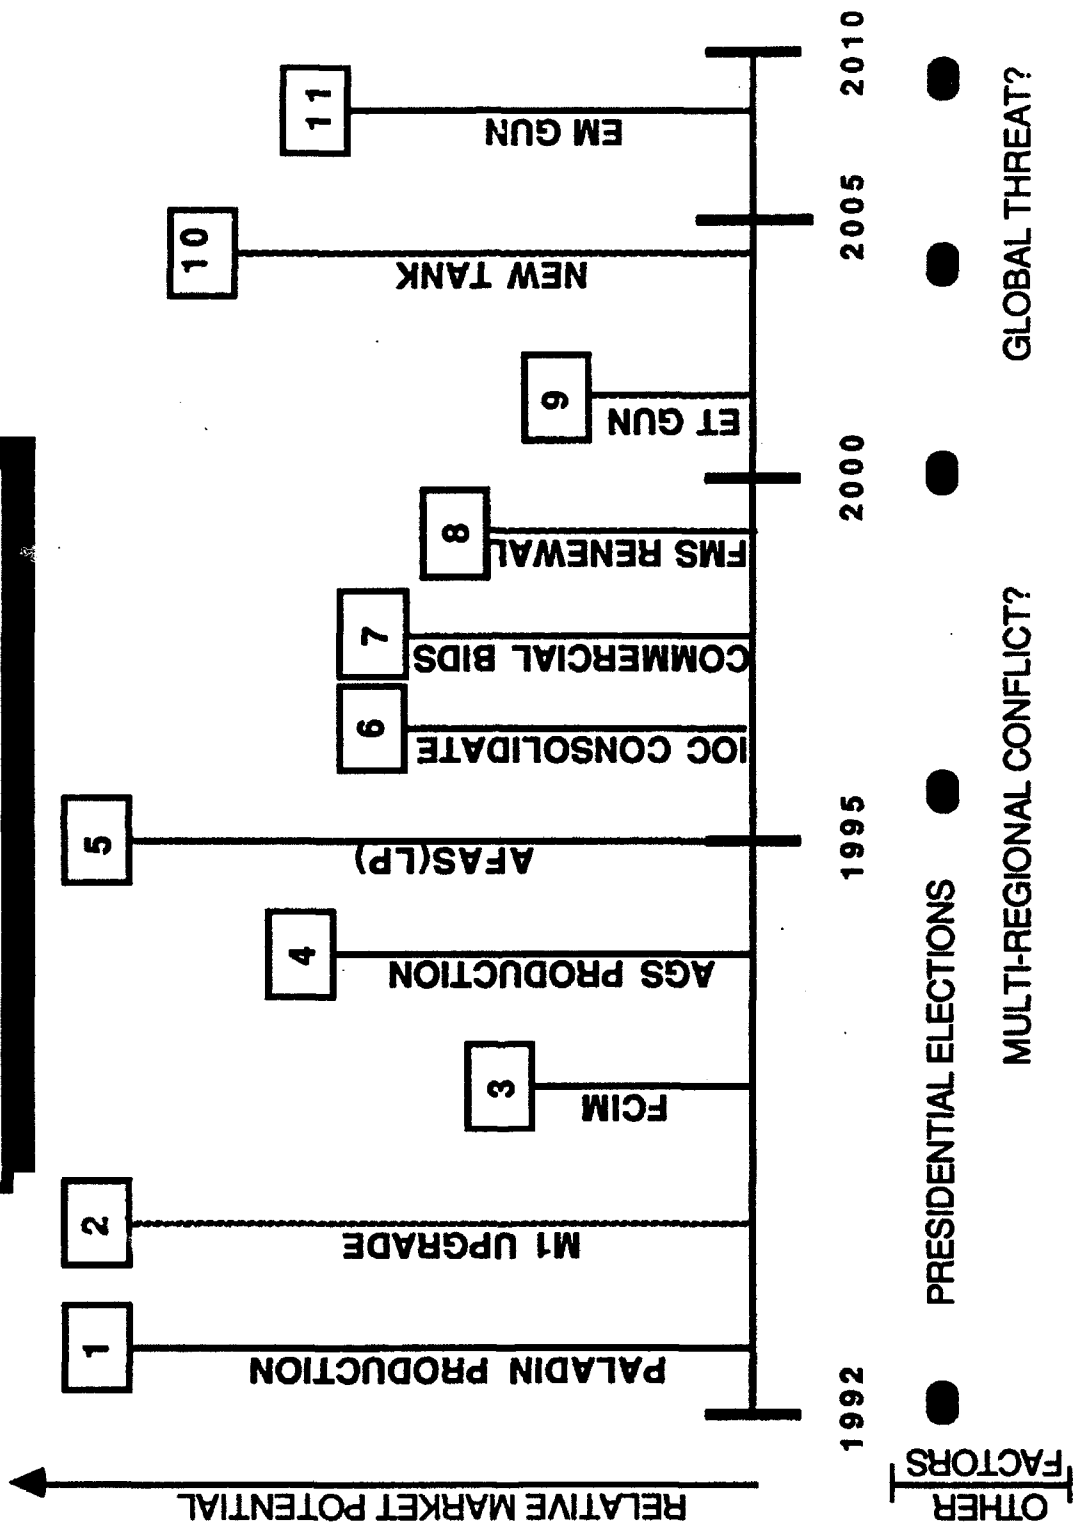 RELATIVE MARKET POTENTIAL
1
PALADIN PRODUCTION
2
M1 UPGRADE
3
FCIM
4
AGS PRODUCTION
5
AFAS(LP)
6
IOC CONSOLIDATE
7
COMMERCIAL BIDS
8
FMS RENEWAL
9
ET GUN
10
NEW TANK
11
EM GUN
1992
1995
2000
2005
2010
OTHER
FACTORS
PRESIDENTIAL ELECTIONS
MULTI-REGIONAL CONFLICT?
GLOBAL THREAT?